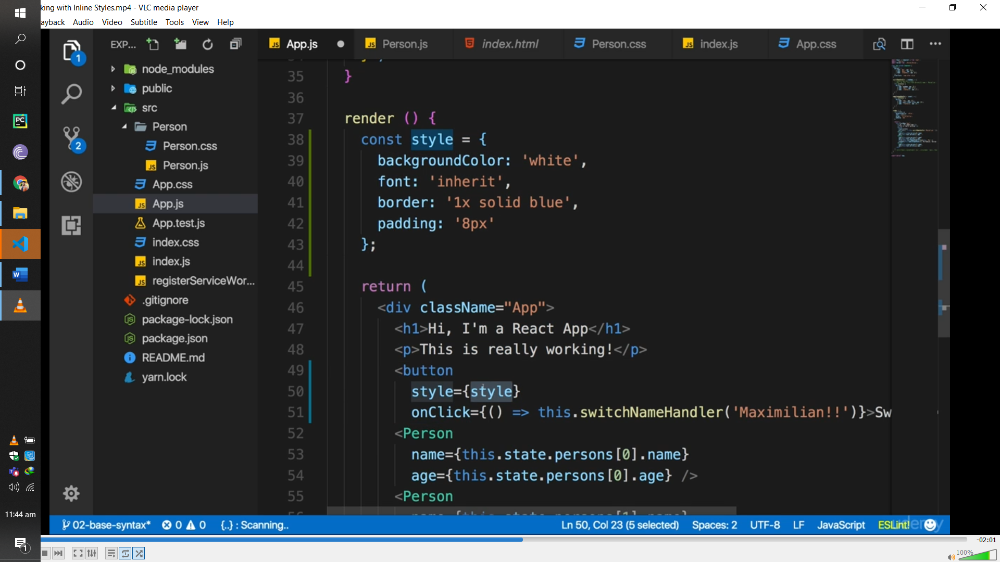 king with Inline Styles.mp4 - VLC media player
ayback Audio Video Subtitle Tools View Help
EXP...
App.js
Person.js
index.html
Person.css
index.js
App.css
1
2
node_modules
public
src
Person
Person.css
Person.js
App.css
App.js
App.test.js
index.css
index.js
registerServiceWor...
.gitignore
package-lock.json
package.json
README.md
yarn.lock
35 }
36
37 render () {
38 const style = {
39 backgroundColor: 'white',
40 font: 'inherit',
41 border: '1x solid blue',
42 padding: '8px'
43 };
44
45 return (
46 <div className="App">
47 <h1>Hi, I'm a React App</h1>
48 <p>This is really working!</p>
49 <button
50 style={style}
51 onClick={() => this.switchNameHandler('Maximilian!!')}>Sw
52 <Person
53 name={this.state.persons[0].name}
54 age={this.state.persons[0].age} />
55 <Person
02-base-syntax* 0 0 {..} : Scanning.. Ln 50, Col 23 (5 selected) Spaces: 2 UTF-8 LF JavaScript ESLint!
udemy
PC
W
11:44 am
1
-02:01
100%